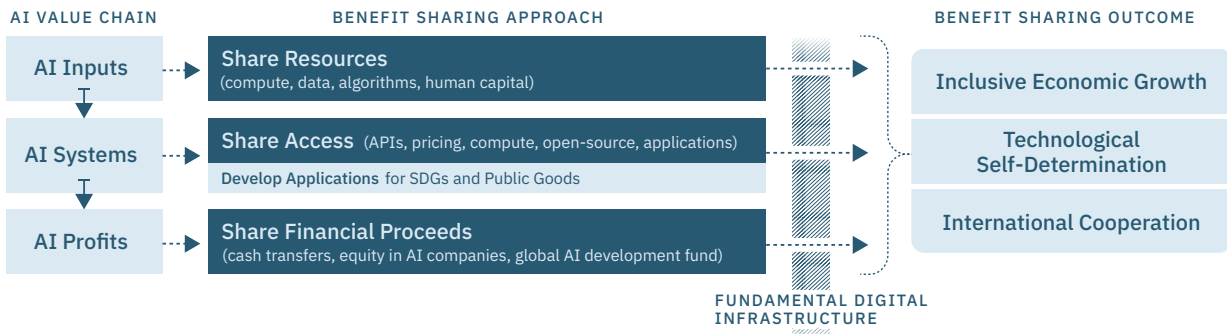 AI VALUE CHAIN
BENEFIT SHARING APPROACH
BENEFIT SHARING OUTCOME
AI Inputs
Share Resources
(compute, data, algorithms, human capital)
AI Systems
Share Access (APIs, pricing, compute, open-source, applications)
Develop Applications for SDGs and Public Goods
AI Profits
Share Financial Proceeds
(cash transfers, equity in AI companies, global AI development fund)
FUNDAMENTAL DIGITAL
INFRASTRUCTURE
Inclusive Economic Growth
Technological
Self-Determination
International Cooperation